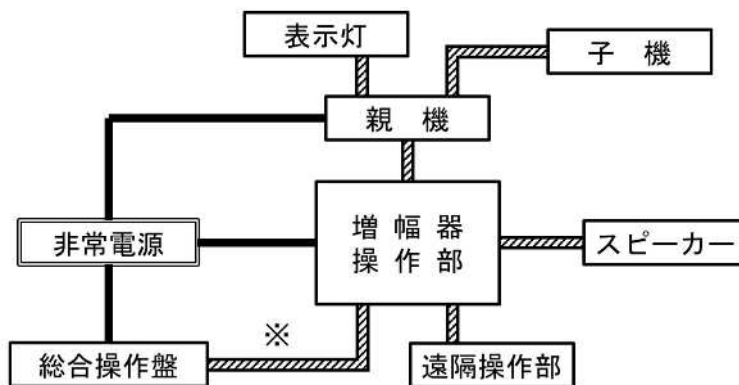 表示灯
子 機
親 機
増 幅 器
操 作 部
非常電源
スピーカー
※
総合操作盤
遠隔操作部